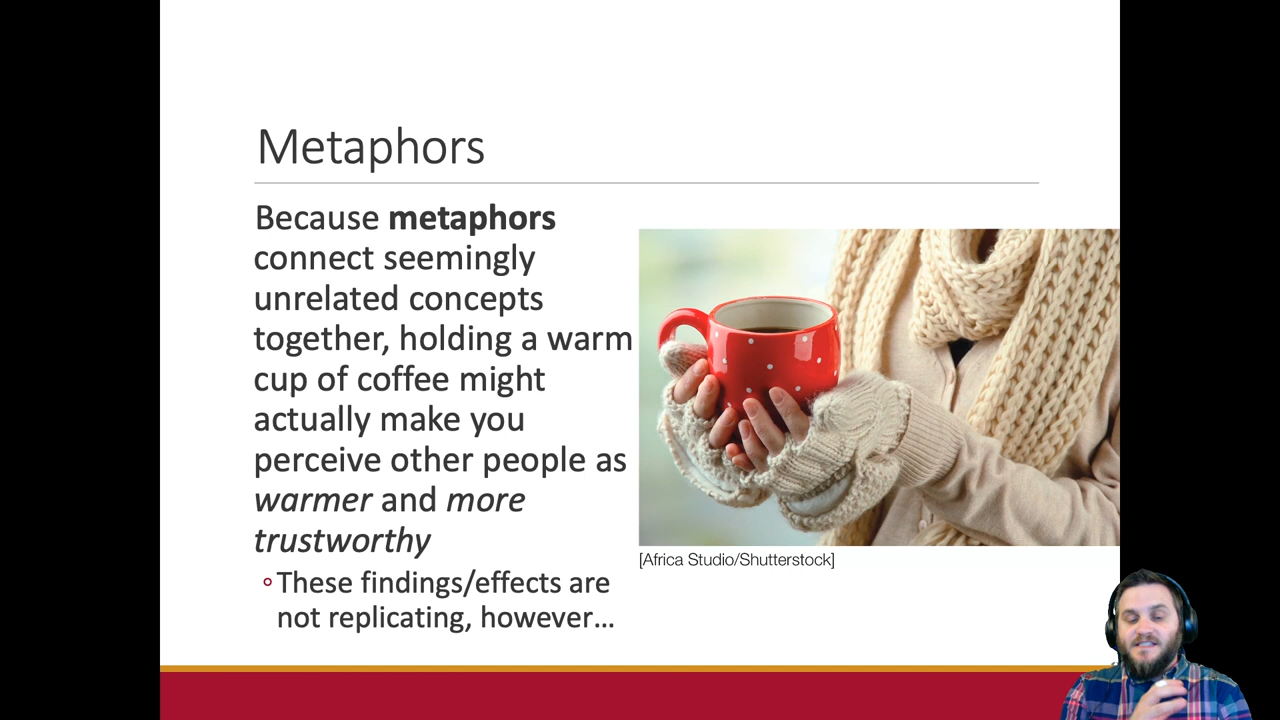 Metaphors
Because metaphors
connect seemingly
unrelated concepts
together, holding a warm
cup of coffee might
actually make you
perceive other people as
warmer and more
trustworthy
◦These findings/effects are
not replicating, however...
[Africa Studio/Shutterstock]